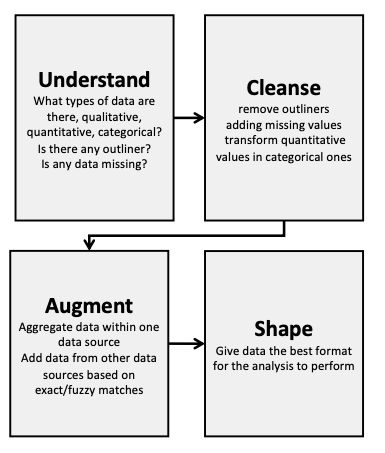 Understand
What types of data are
there, qualitative,
quantitative, categorical?
Is there any outliner?
Is any data missing?
Cleanse
remove outliners
adding missing values
transform quantitative
values in categorical ones
Augment
Aggregate data within one
data source
Add data from other data
sources based on
exact/fuzzy matches
Shape
Give data the best format
for the analysis to perform